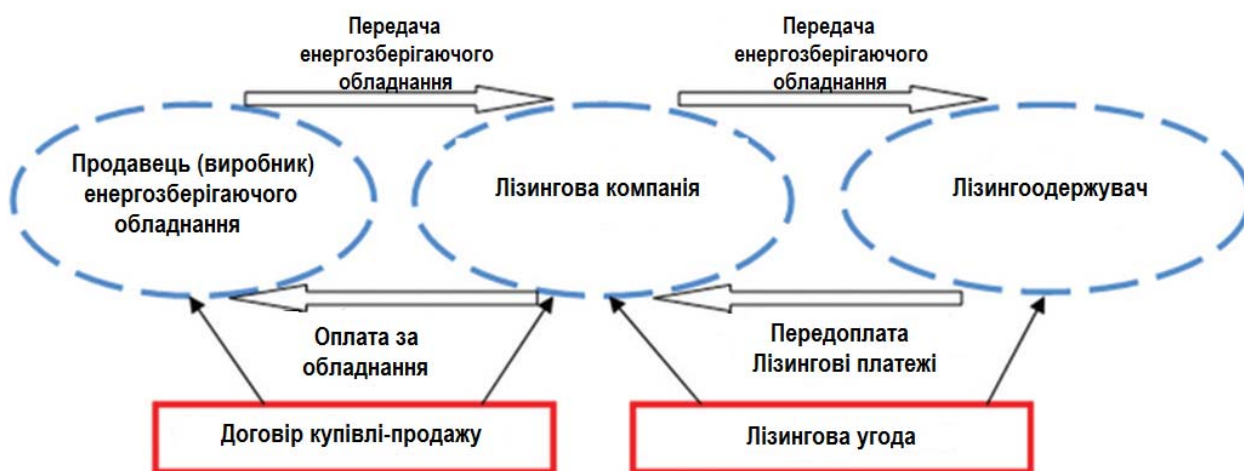 Передача
енергозберігаючого
обладнання
Передача
енергозберігаючого
обладнання
Продавець (виробник)
енергозберігаючого
обладнання
Лізингова компанія
Лізингоодержувач
Оплата за
обладнання
Передоплата
Лізингові платежі
Договір купівлі-продажу
Лізингова угода